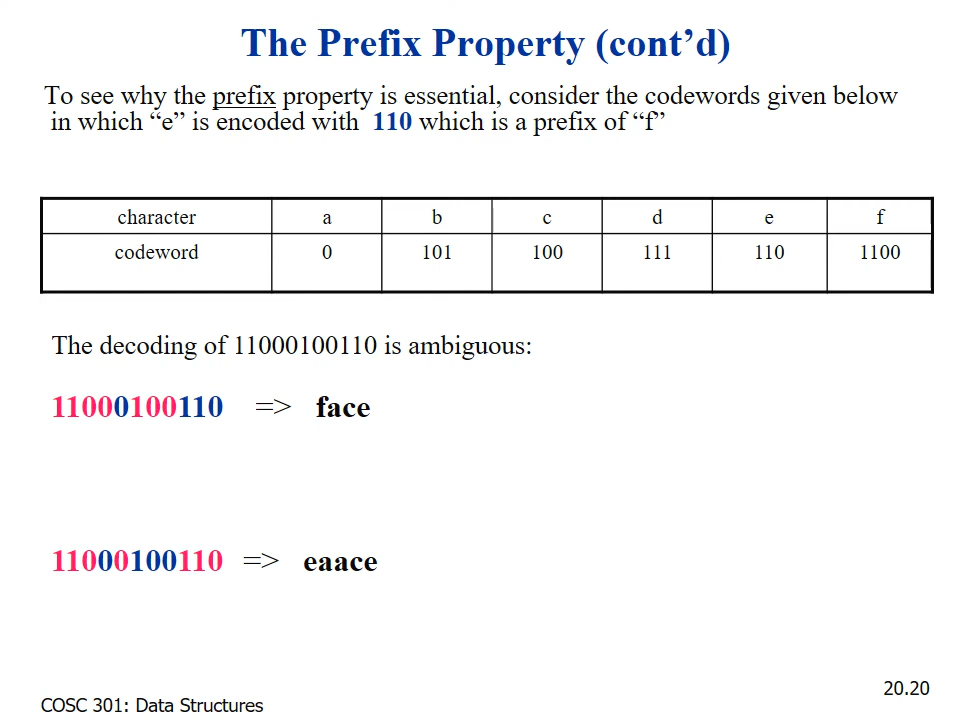 The Prefix Property (cont’d)
To see why the prefix property is essential, consider the codewords given below
in which “e” is encoded with 110 which is a prefix of “f”
character a b c d e f
codeword 0 101 100 111 110 1100
The decoding of 11000100110 is ambiguous:
11000100110 => face
11000100110 => eaace
20.20
COSC 301: Data Structures